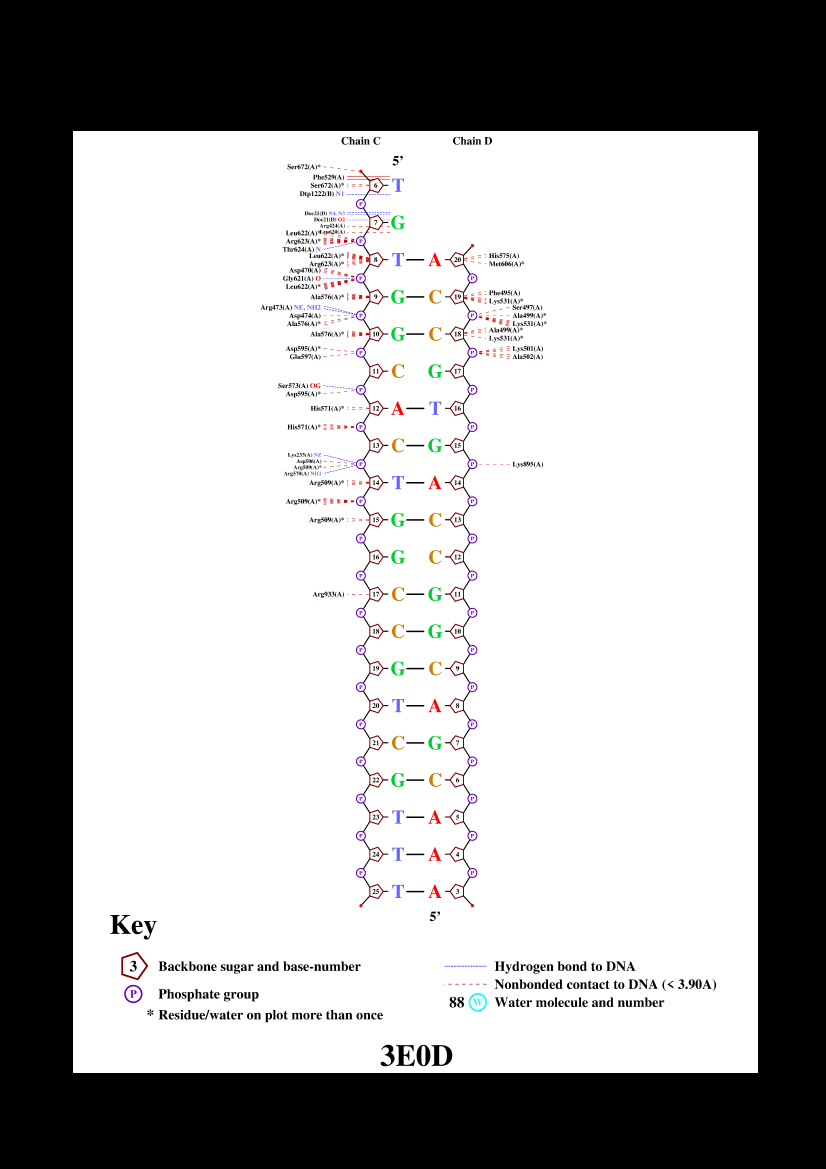 Chain C Chain D
5'
Ser672(A)*
Phe529(A)
Ser672(A)* 6 T
Dtp1222(B) N1
P
Doc21(D) N4, N3
Doc21(D) O2
Arg424(A) 7 G
Lys620(A)
Leu622(A)*
Arg623(A)* P
Thr624(A) N
Leu622(A)* 8 T A 20 His575(A)
Arg623(A)* Met606(A)*
Asp470(A)
Gly621(A) O P P
Leu622(A)*
Ala576(A)* 9 G C 19 Phe495(A)
Lys531(A)*
Arg473(A) NE, NH2 Ser497(A)
Asp474(A) P P Ala499(A)*
Ala576(A)* Lys531(A)*
Ala576(A)* 10 G C 18 Ala499(A)*
Lys531(A)*
Asp595(A)* P P Lys501(A)
Glu597(A) Ala502(A)
11 C G 17
Ser573(A) OG P P
Asp595(A)*
His571(A)* 12 A T 16
His571(A)* P P
13 C G 15
Lys233(A) NZ
Asp506(A) P P Lys895(A)
Arg509(A)*
Arg570(A) NH1
Arg509(A)* 14 T A 14
Arg509(A)* P P
Arg509(A)* 15 G C 13
P P
16 G C 12
P P
Arg933(A) 17 C G 11
P P
18 C G 10
P P
19 G C 9
P P
20 T A 8
P P
21 C G 7
P P
22 G C 6
P P
23 T A 5
P P
24 T A 4
P P
25 T A 3
5'
Key
3 Backbone sugar and base-number
P Phosphate group
* Residue/water on plot more than once
Hydrogen bond to DNA
Nonbonded contact to DNA (< 3.90A)
88 W Water molecule and number
3E0D